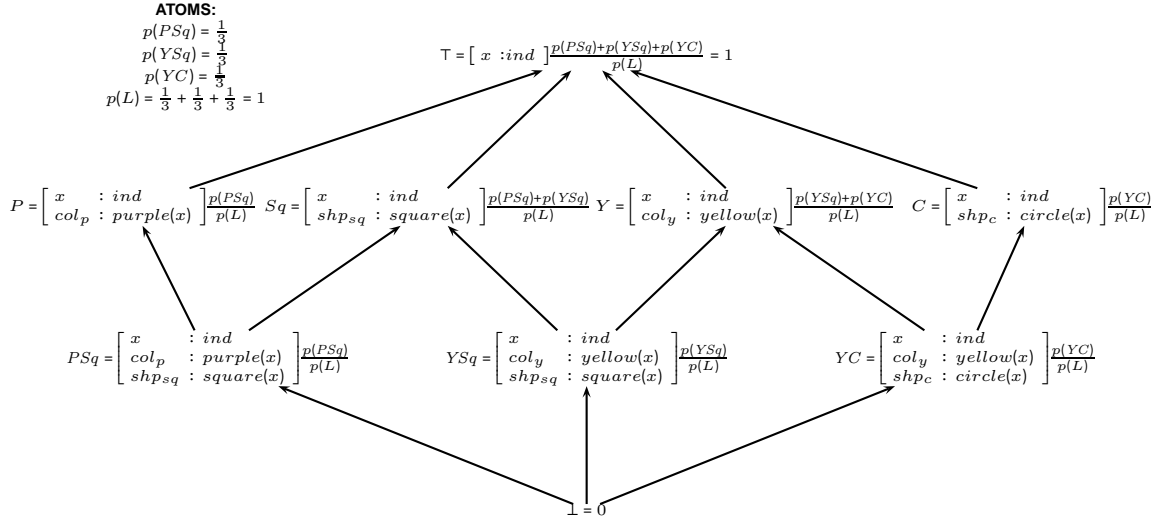 ATOMS:
p(PSq) = 1/3
p(YSq) = 1/3
p(YC) = 1/3
p(L) = 1/3 + 1/3 + 1/3 = 1
⊤ = [ x : ind ] p(PSq)+p(YSq)+p(YC) / p(L) = 1
P = [ x : ind
col_p : purple(x) ] p(PSq) / p(L)
Sq = [ x : ind
shp_sq : square(x) ] p(PSq)+p(YSq) / p(L)
Y = [ x : ind
col_y : yellow(x) ] p(YSq)+p(YC) / p(L)
C = [ x : ind
shp_c : circle(x) ] p(YC) / p(L)
PSq = [ x : ind
col_p : purple(x)
shp_sq : square(x) ] p(PSq) / p(L)
YSq = [ x : ind
col_y : yellow(x)
shp_sq : square(x) ] p(YSq) / p(L)
YC = [ x : ind
col_y : yellow(x)
shp_c : circle(x) ] p(YC) / p(L)
⊥ = 0